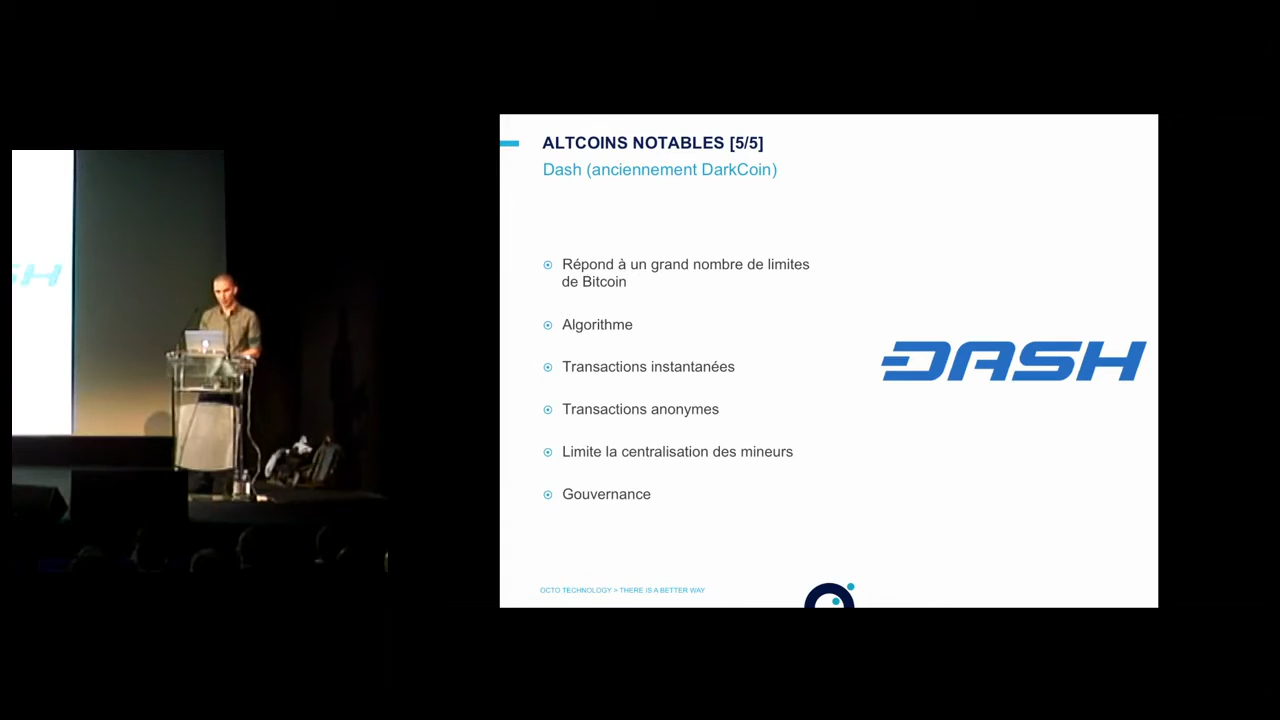 ALTCOINS NOTABLES [5/5]
Dash (anciennement DarkCoin)
Répond à un grand nombre de limites
de Bitcoin
Algorithme
Transactions instantanées
Transactions anonymes
Limite la centralisation des mineurs
Gouvernance
DASH
OCTO TECHNOLOGY > THERE IS A BETTER WAY
SH